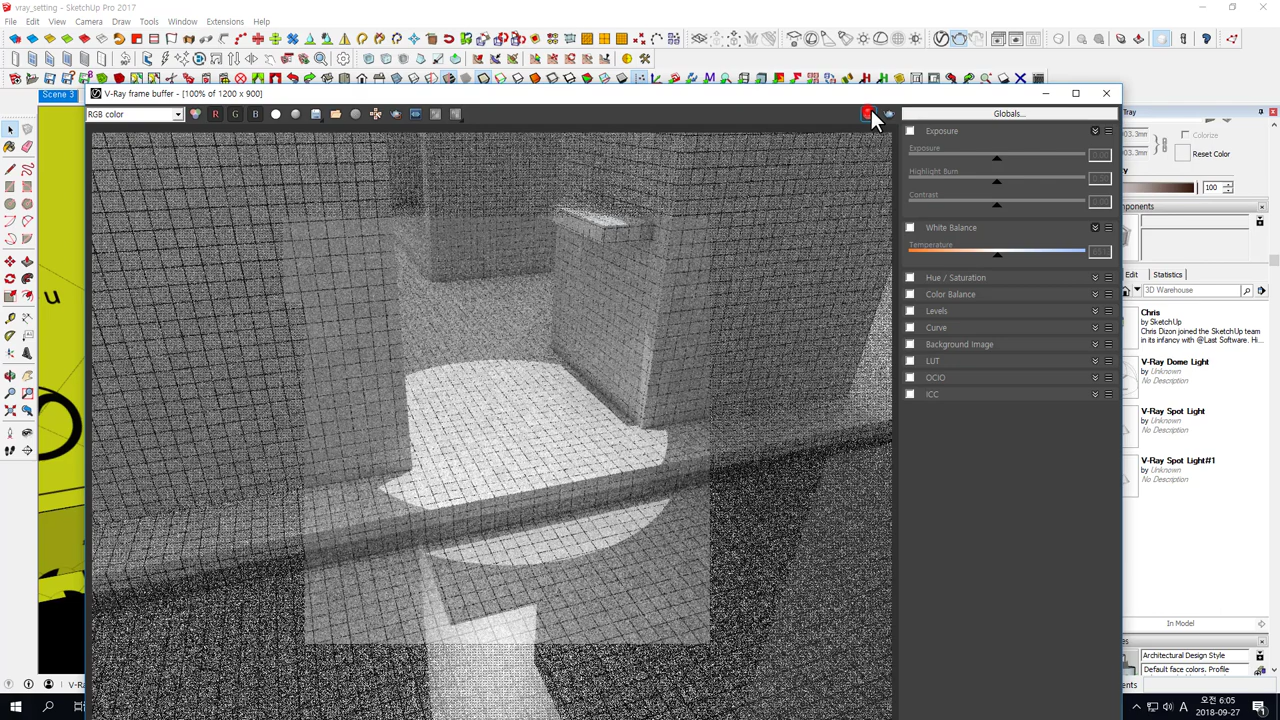 vray_setting - SketchUp Pro 2017
File Edit View Camera Draw Tools Window Extensions Help
Scene 3
V-Ray frame buffer - [100% of 1200 x 900]
RGB color
R G B
Globals...
Exposure
Exposure
Highlight Burn
Contrast
White Balance
Temperature
Hue / Saturation
Color Balance
Levels
Curve
Background Image
LUT
OCIO
ICC
Tray
Colorize
Reset Color
100
Edit Statistics
3D Warehouse
Chris
by SketchUp
Chris Dizon joined the SketchUp team
in its infancy with @Last Software. Hi...
V-Ray Dome Light
by Unknown
No Description
V-Ray Spot Light
by Unknown
No Description
V-Ray Spot Light#1
by Unknown
No Description
In Model
Architectural Design Style
Default face colors. Profile
V-Ra
A
오전 6:05
2018-09-27